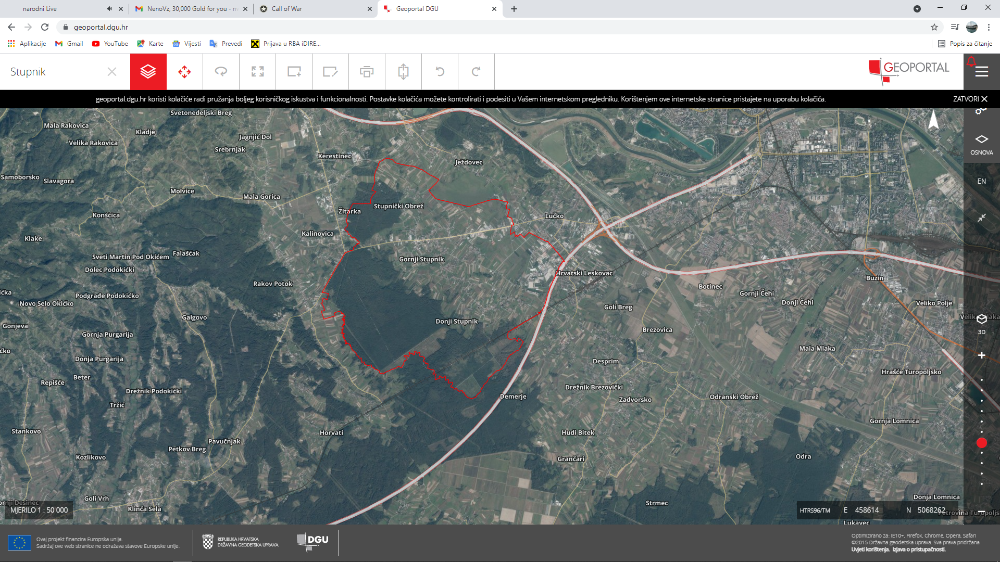 narodni Live
NenoVz, 30,000 Gold for you - 
Call of War
Geoportal DGU
geoportal.dgu.hr
Aplikacije
Gmail
YouTube
Karte
Vijesti
Prevedi
Prijava u RBA iDIRE...
Popis za čitanje
Stupnik
GEOPORTAL
geoportal.dgu.hr koristi kolačiće radi pružanja boljeg korisničkog iskustva i funkcionalnosti. Postavke kolačića možete kontrolirati i podesiti u Vašem internetskom pregledniku. Korištenjem ove internetske stranice pristajete na uporabu kolačića.
ZATVORI
Svetonedeljski Breg
Mala Rakovica
Kladje
Jagnjić Dol
Velika Rakovica
Srebrnjak
Kerestinec
Ježdovec
OSNOVA
Samoborsko
Slavagora
EN
Molvice
Mala Gorica
Stupnički Obrež
Žitarka
Konšćica
Lučko
Kalinovica
Klake
Falašćak
Sveti Martin Pod Okićem
Gornji Stupnik
Dolec Podokićki
Hrvatski Leskovac
Buzin
Rakov Potok
Botinec
Gornji Čehi
Podgrađe Podokićko
Donji Čehi
Novo Selo Okićko
Veliko Polje
Goli Breg
Galgovo
Donji Stupnik
Gonjeva
Brezovica
3D
Gornja Purgarija
Mala Mlaka
Donja Purgarija
Desprim
Hrašće Turopoljsko
Beter
Repišće
Drežnik Brezovički
Drežnik Podokićki
Demerje
Odranski Obrež
Zadvorsko
Tržić
Gornja Lomnica
Stankovo
Horvati
Hudi Bitek
Pavučnjak
Petkov Breg
Kozlikovo
Grančari
Odra
Goli Vrh
Donja Lomnica
Strmec
Klinča Sela
MJERILO 1 : 50 000
HTRS96/TM E 458614 N 5068262
Lukavec
Ovaj projekt financira Europska unija.
Sadržaj ove web stranice ne odražava stavove Europske unije.
REPUBLIKA HRVATSKA
DRŽAVNA GEODETSKA UPRAVA
DGU
Optimizirano za: IE10+, Firefox, Chrome, Opera, Safari
©2015 Državna geodetska uprava. Sva prava pridržana
Uvjeti korištenja. Izjava o pristupačnosti.